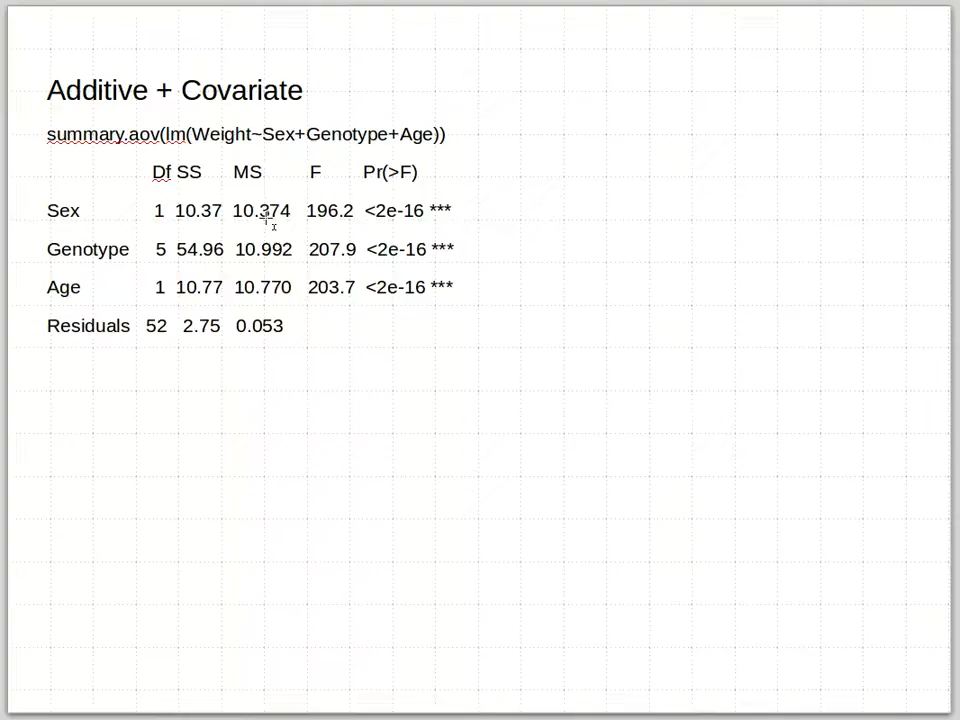 Additive + Covariate
summary.aov(lm(Weight~Sex+Genotype+Age))
Df SS MS F Pr(>F)
Sex 1 10.37 10.374 196.2 <2e-16 ***
Genotype 5 54.96 10.992 207.9 <2e-16 ***
Age 1 10.77 10.770 203.7 <2e-16 ***
Residuals 52 2.75 0.053